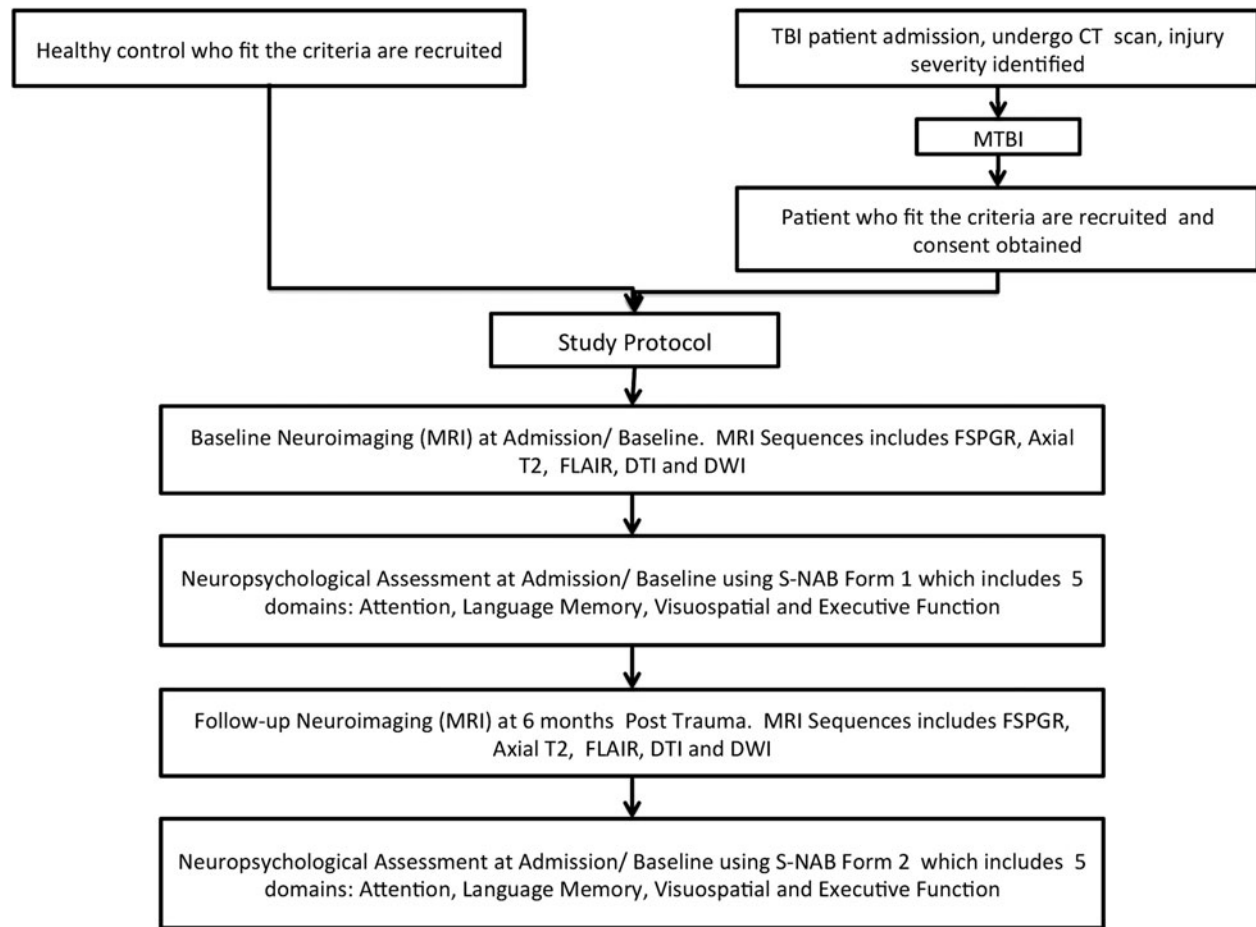 Healthy control who fit the criteria are recruited
TBI patient admission, undergo CT scan, injury
severity identified
MTBI
Patient who fit the criteria are recruited and
consent obtained
Study Protocol
Baseline Neuroimaging (MRI) at Admission/ Baseline. MRI Sequences includes FSPGR, Axial
T2, FLAIR, DTI and DWI
Neuropsychological Assessment at Admission/ Baseline using S-NAB Form 1 which includes 5
domains: Attention, Language Memory, Visuospatial and Executive Function
Follow-up Neuroimaging (MRI) at 6 months Post Trauma. MRI Sequences includes FSPGR,
Axial T2, FLAIR, DTI and DWI
Neuropsychological Assessment at Admission/ Baseline using S-NAB Form 2 which includes 5
domains: Attention, Language Memory, Visuospatial and Executive Function